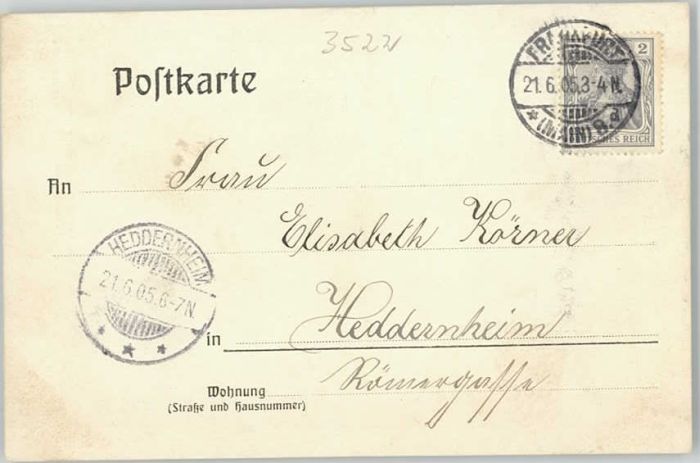 3522
FRANKFURT
21.6.05.3-4N.
* (MAIN) 9.d
2
DEUTSCHES REICH
Poſtkarte
An Frau
Elisabeth Körner
HEDDERNHEIM
21.6.05.6-7N.
* * *
in Heddernheim
Römergasse
Wohnung
(Straße und Hausnummer)